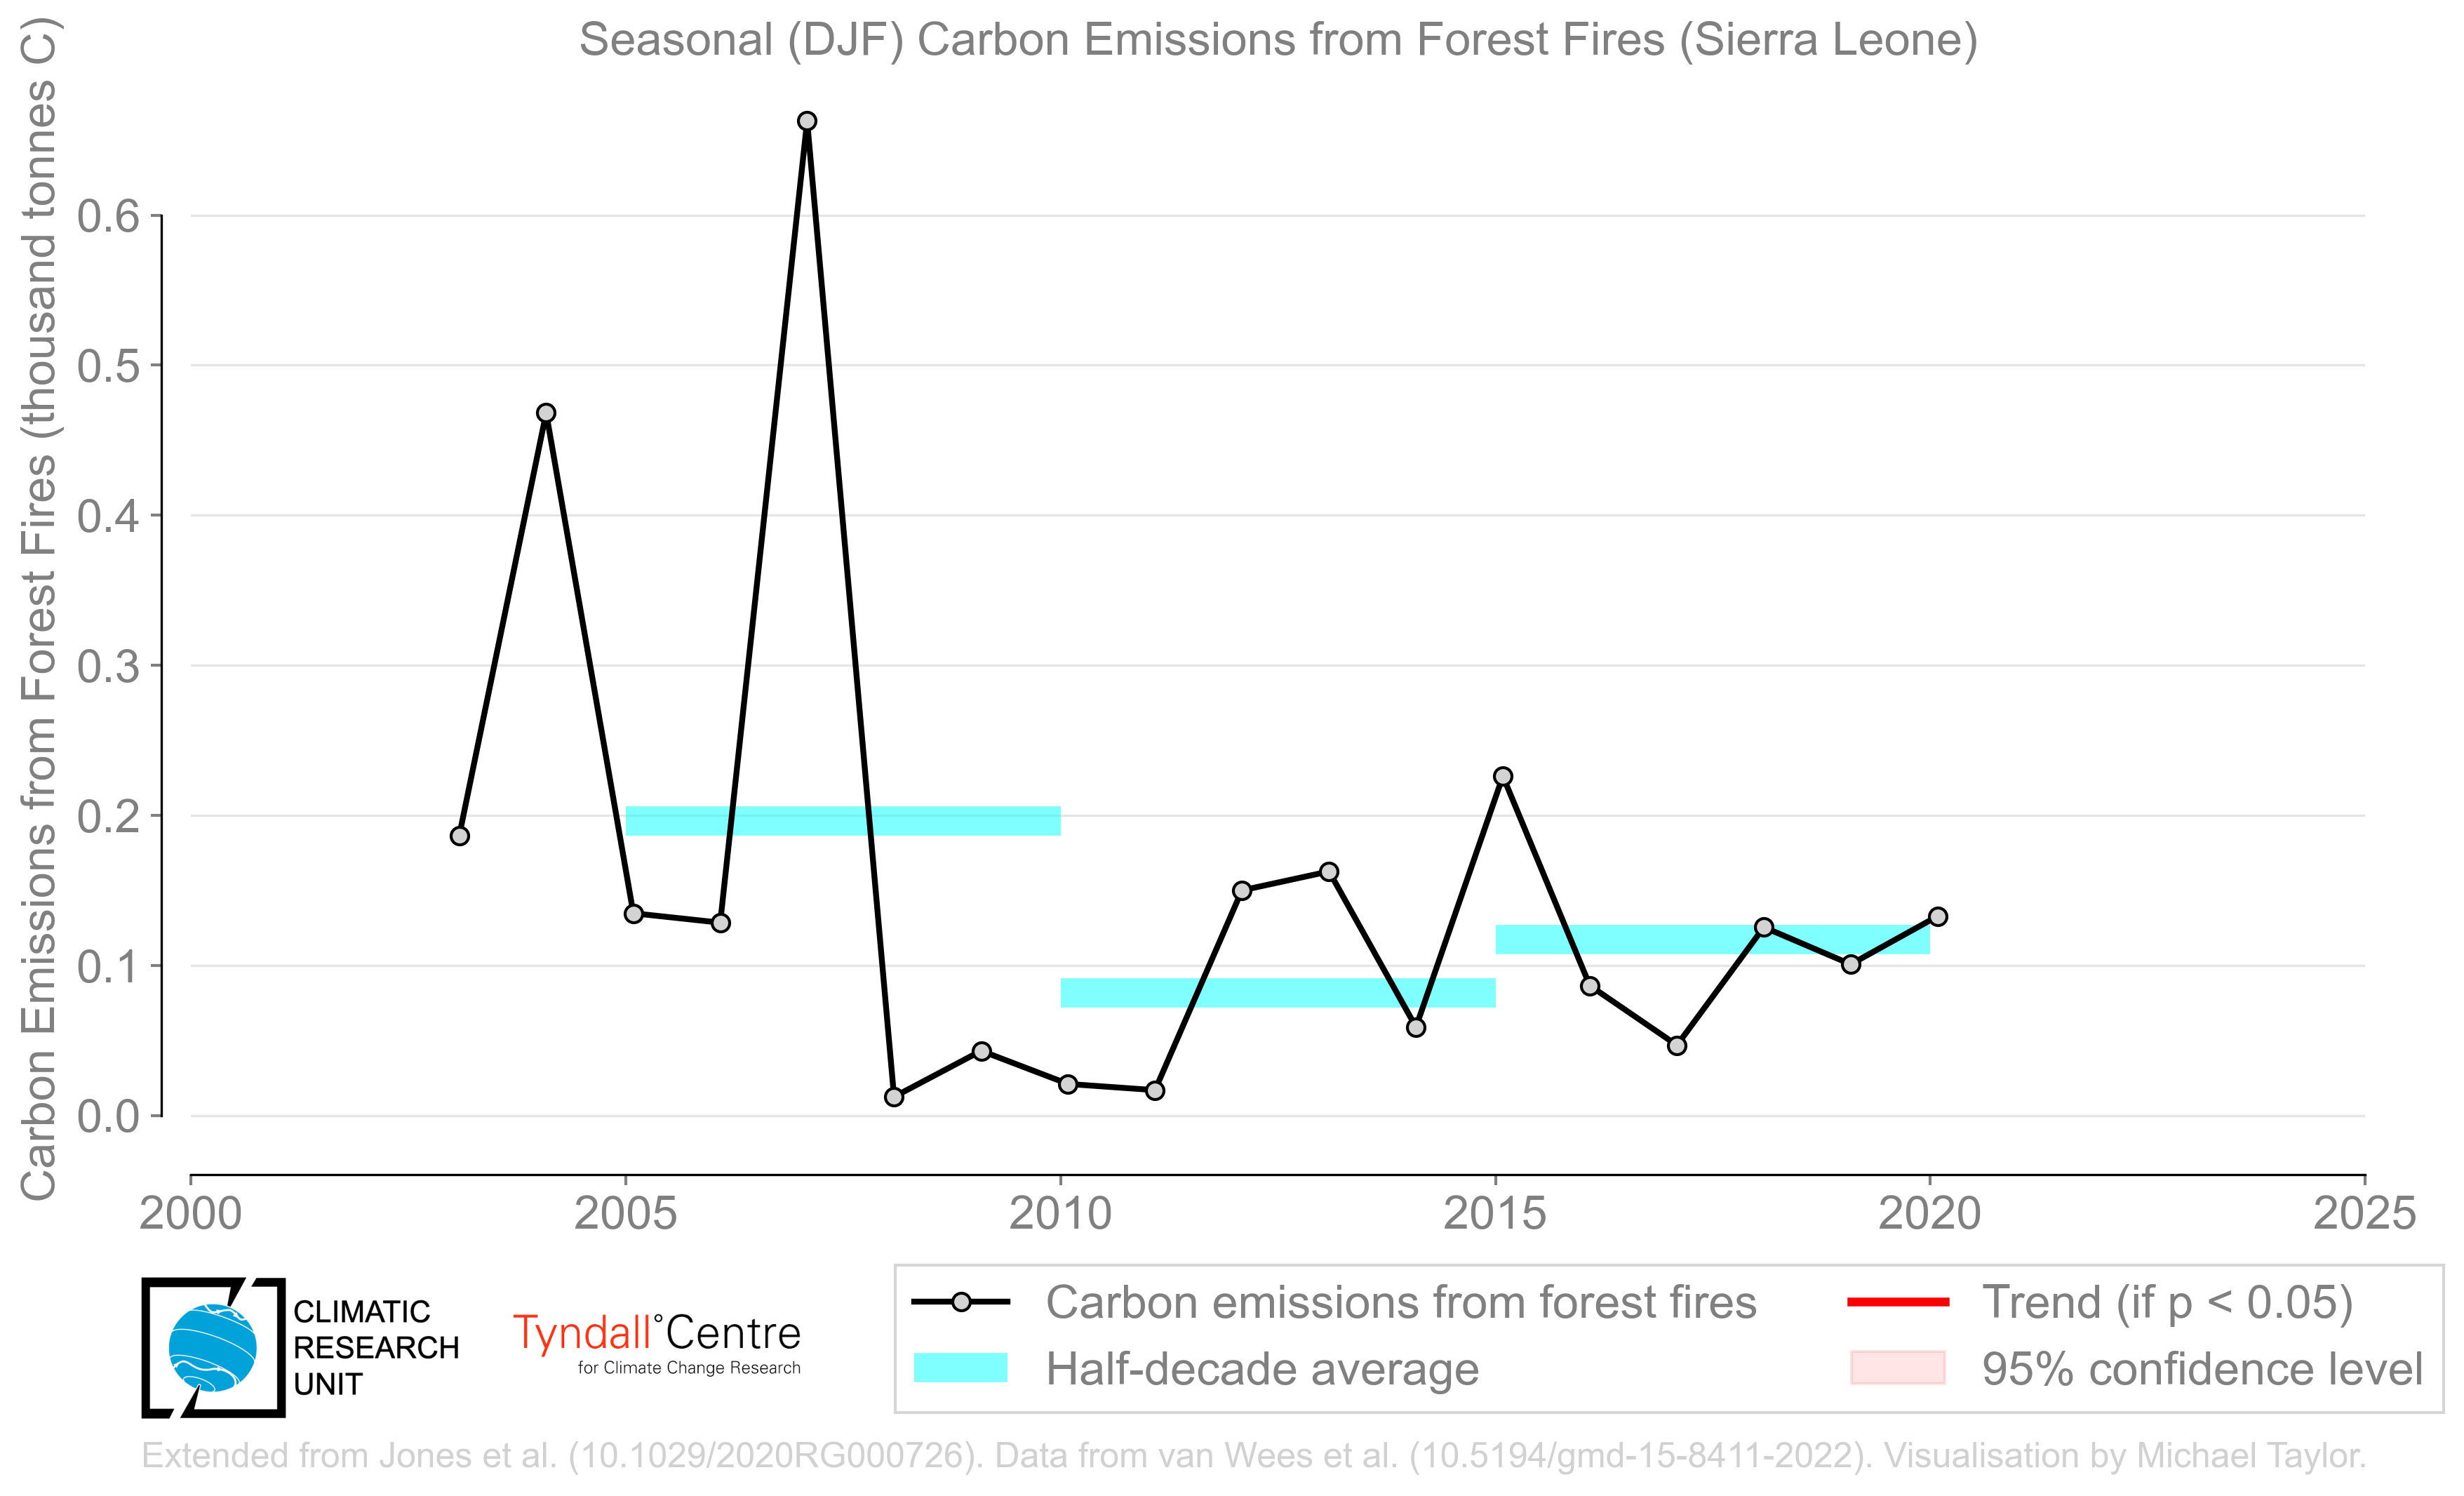 Seasonal (DJF) Carbon Emissions from Forest Fires (Sierra Leone)
Carbon Emissions from Forest Fires (thousand tonnes C)
0.6
0.5
0.4
0.3
0.2
0.1
0.0
2000
2005
2010
2015
2020
2025
CLIMATIC
RESEARCH
UNIT
Tyndall°Centre
for Climate Change Research
Carbon emissions from forest fires
Half-decade average
Trend (if p < 0.05)
95% confidence level
Extended from Jones et al. (10.1029/2020RG000726). Data from van Wees et al. (10.5194/gmd-15-8411-2022). Visualisation by Michael Taylor.